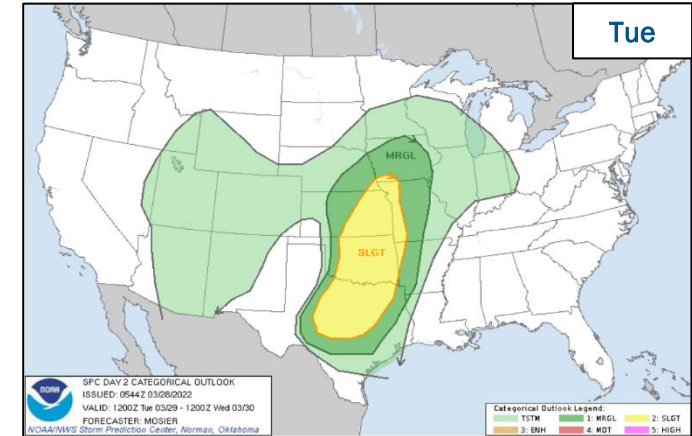 Tue
MRGL
SLGT
NOAA
SPC DAY 2 CATEGORICAL OUTLOOK
ISSUED: 0544Z 03/28/2022
VALID: 1200Z Tue 03/29 - 1200Z Wed 03/30
FORECASTER: MOSIER
NOAA/NWS Storm Prediction Center, Norman, Oklahoma
Categorical Outlook Legend:
TSTM 1: MRGL 2: SLGT
3: ENH 4: MDT 5: HIGH